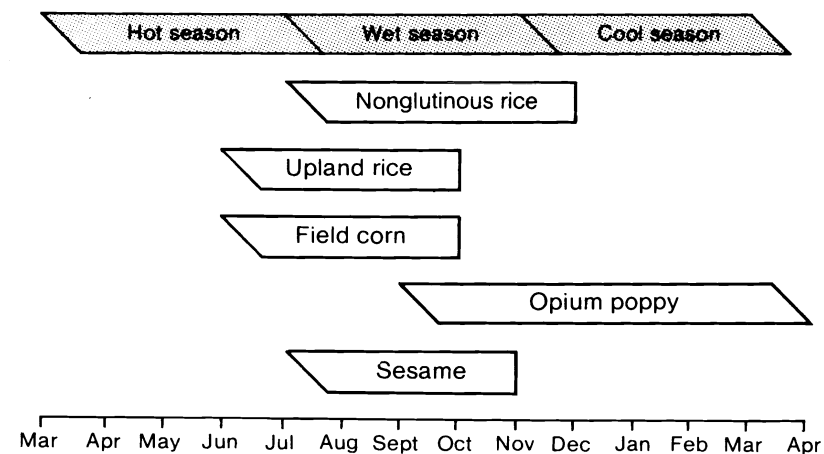 Hot season Wet season Cool season
Nonglutinous rice
Upland rice
Field corn
Opium poppy
Sesame
Mar Apr May Jun Jul Aug Sept Oct Nov Dec Jan Feb Mar Apr